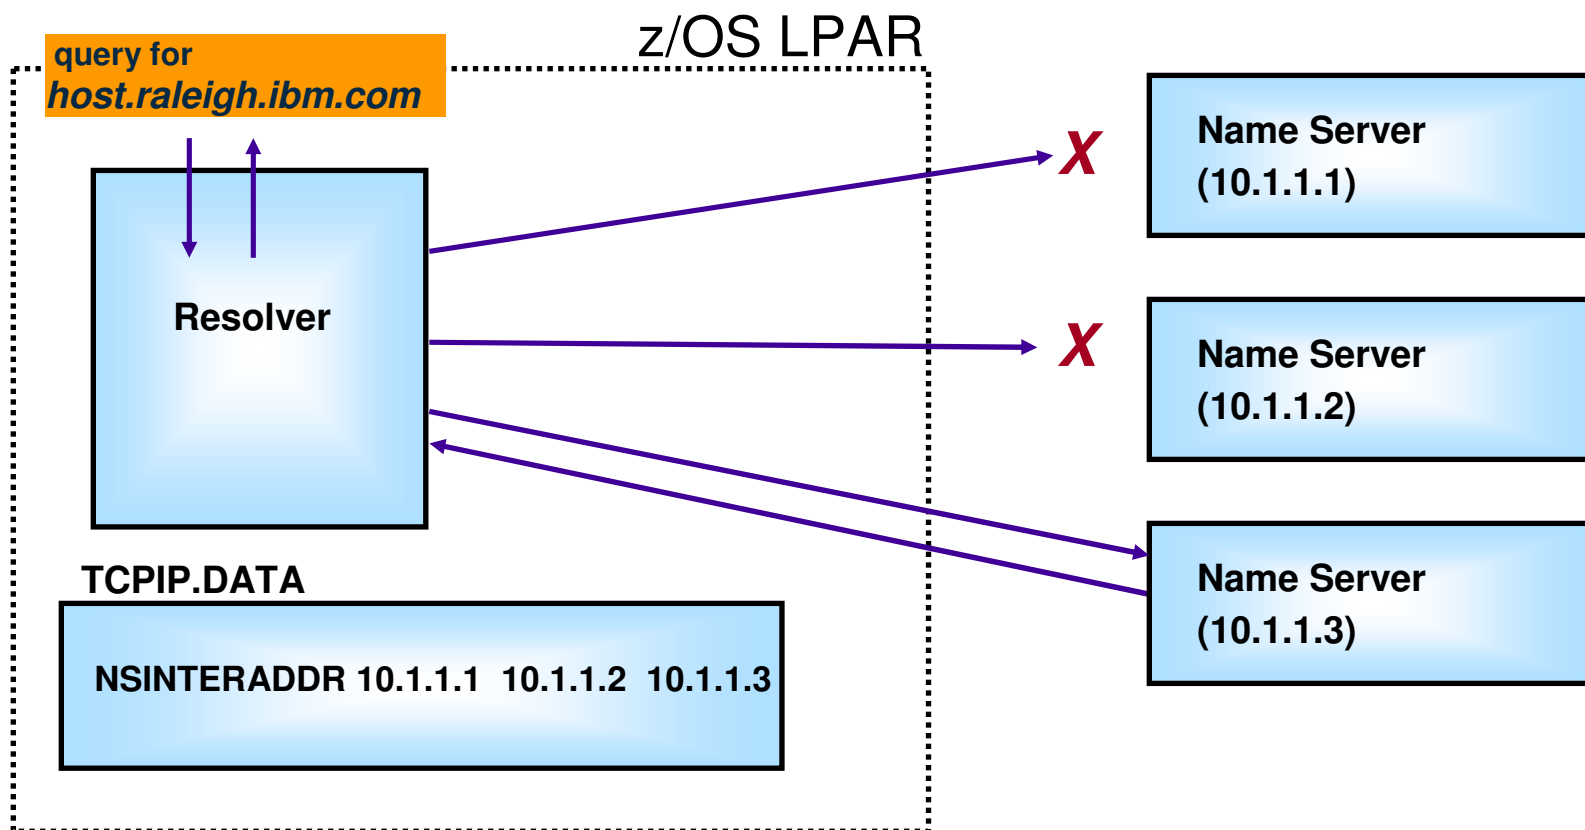 z/OS LPAR
query for
host.raleigh.ibm.com
X
Name Server
(10.1.1.1)
Resolver
X
Name Server
(10.1.1.2)
Name Server
(10.1.1.3)
TCPIP.DATA
NSINTERADDR 10.1.1.1 10.1.1.2 10.1.1.3